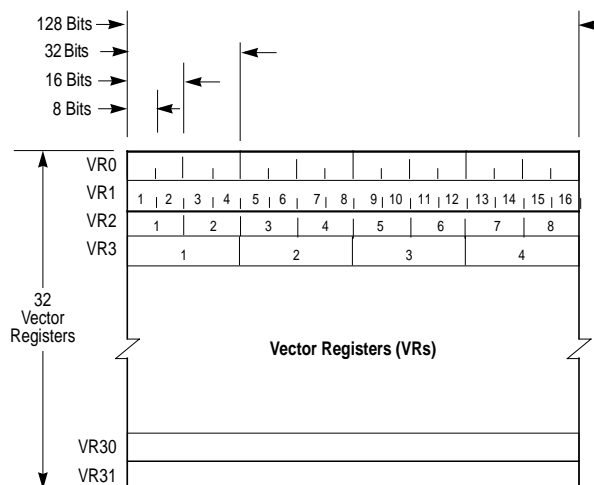 128 Bits
32 Bits
16 Bits
8 Bits
VR0
VR1 1 2 3 4 5 6 7 8 9 10 11 12 13 14 15 16
VR2 1 2 3 4 5 6 7 8
VR3 1 2 3 4
32
Vector
Registers
Vector Registers (VRs)
VR30
VR31